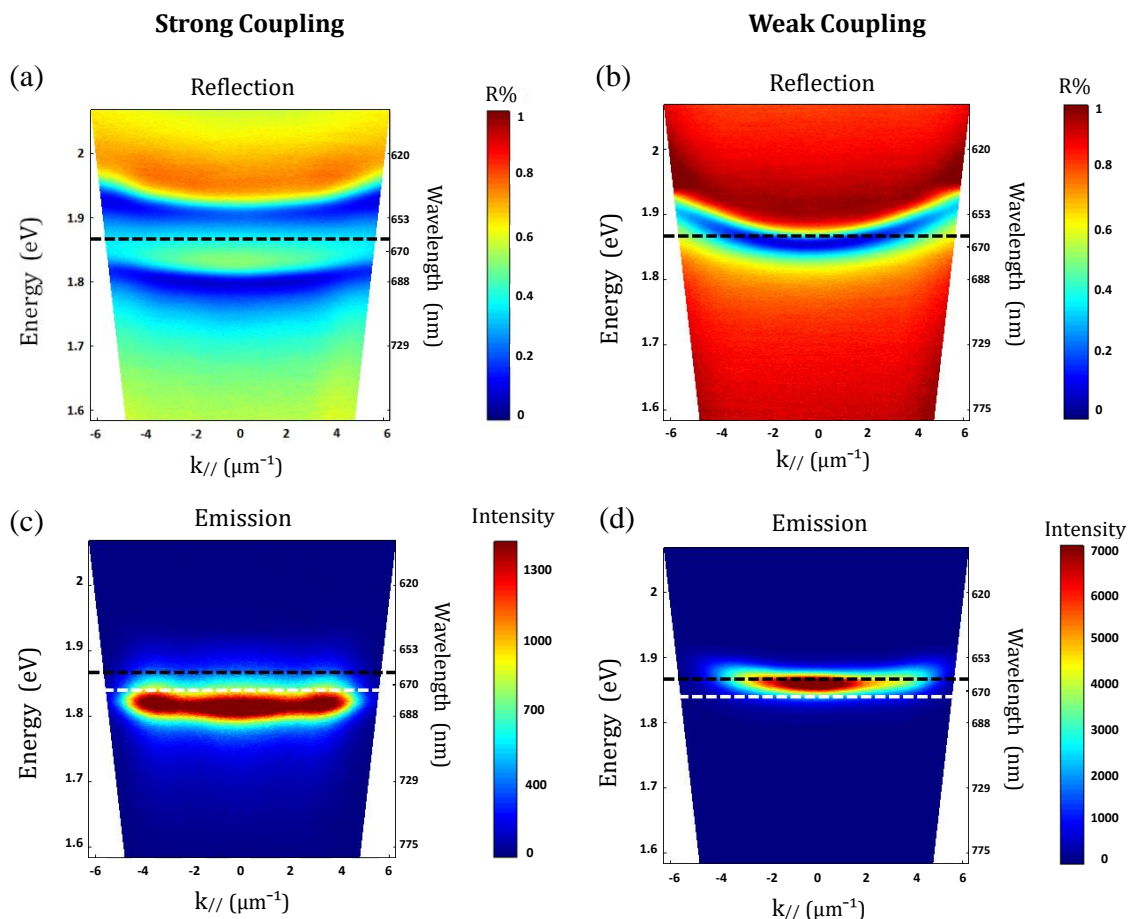 Strong Coupling
Weak Coupling
(a)
Reflection
R%
1
0.8
0.6
0.4
0.2
0
2
1.9
1.8
1.7
1.6
Energy (eV)
620
653
670
688
729
Wavelength (nm)
-6 -4 -2 0 2 4 6
k// (μm⁻¹)
(b)
Reflection
R%
1
0.8
0.6
0.4
0.2
0
2
1.9
1.8
1.7
1.6
Energy (eV)
620
653
670
688
729
775
Wavelength (nm)
-6 -4 -2 0 2 4 6
k// (μm⁻¹)
(c)
Emission
Intensity
1300
1000
700
400
0
2
1.9
1.8
1.7
1.6
Energy (eV)
620
653
670
688
729
775
Wavelength (nm)
-6 -4 -2 0 2 4 6
k// (μm⁻¹)
(d)
Emission
Intensity
7000
6000
5000
4000
3000
2000
1000
0
2
1.9
1.8
1.7
1.6
Energy (eV)
620
653
670
688
729
775
Wavelength (nm)
-6 -4 -2 0 2 4 6
k// (μm⁻¹)